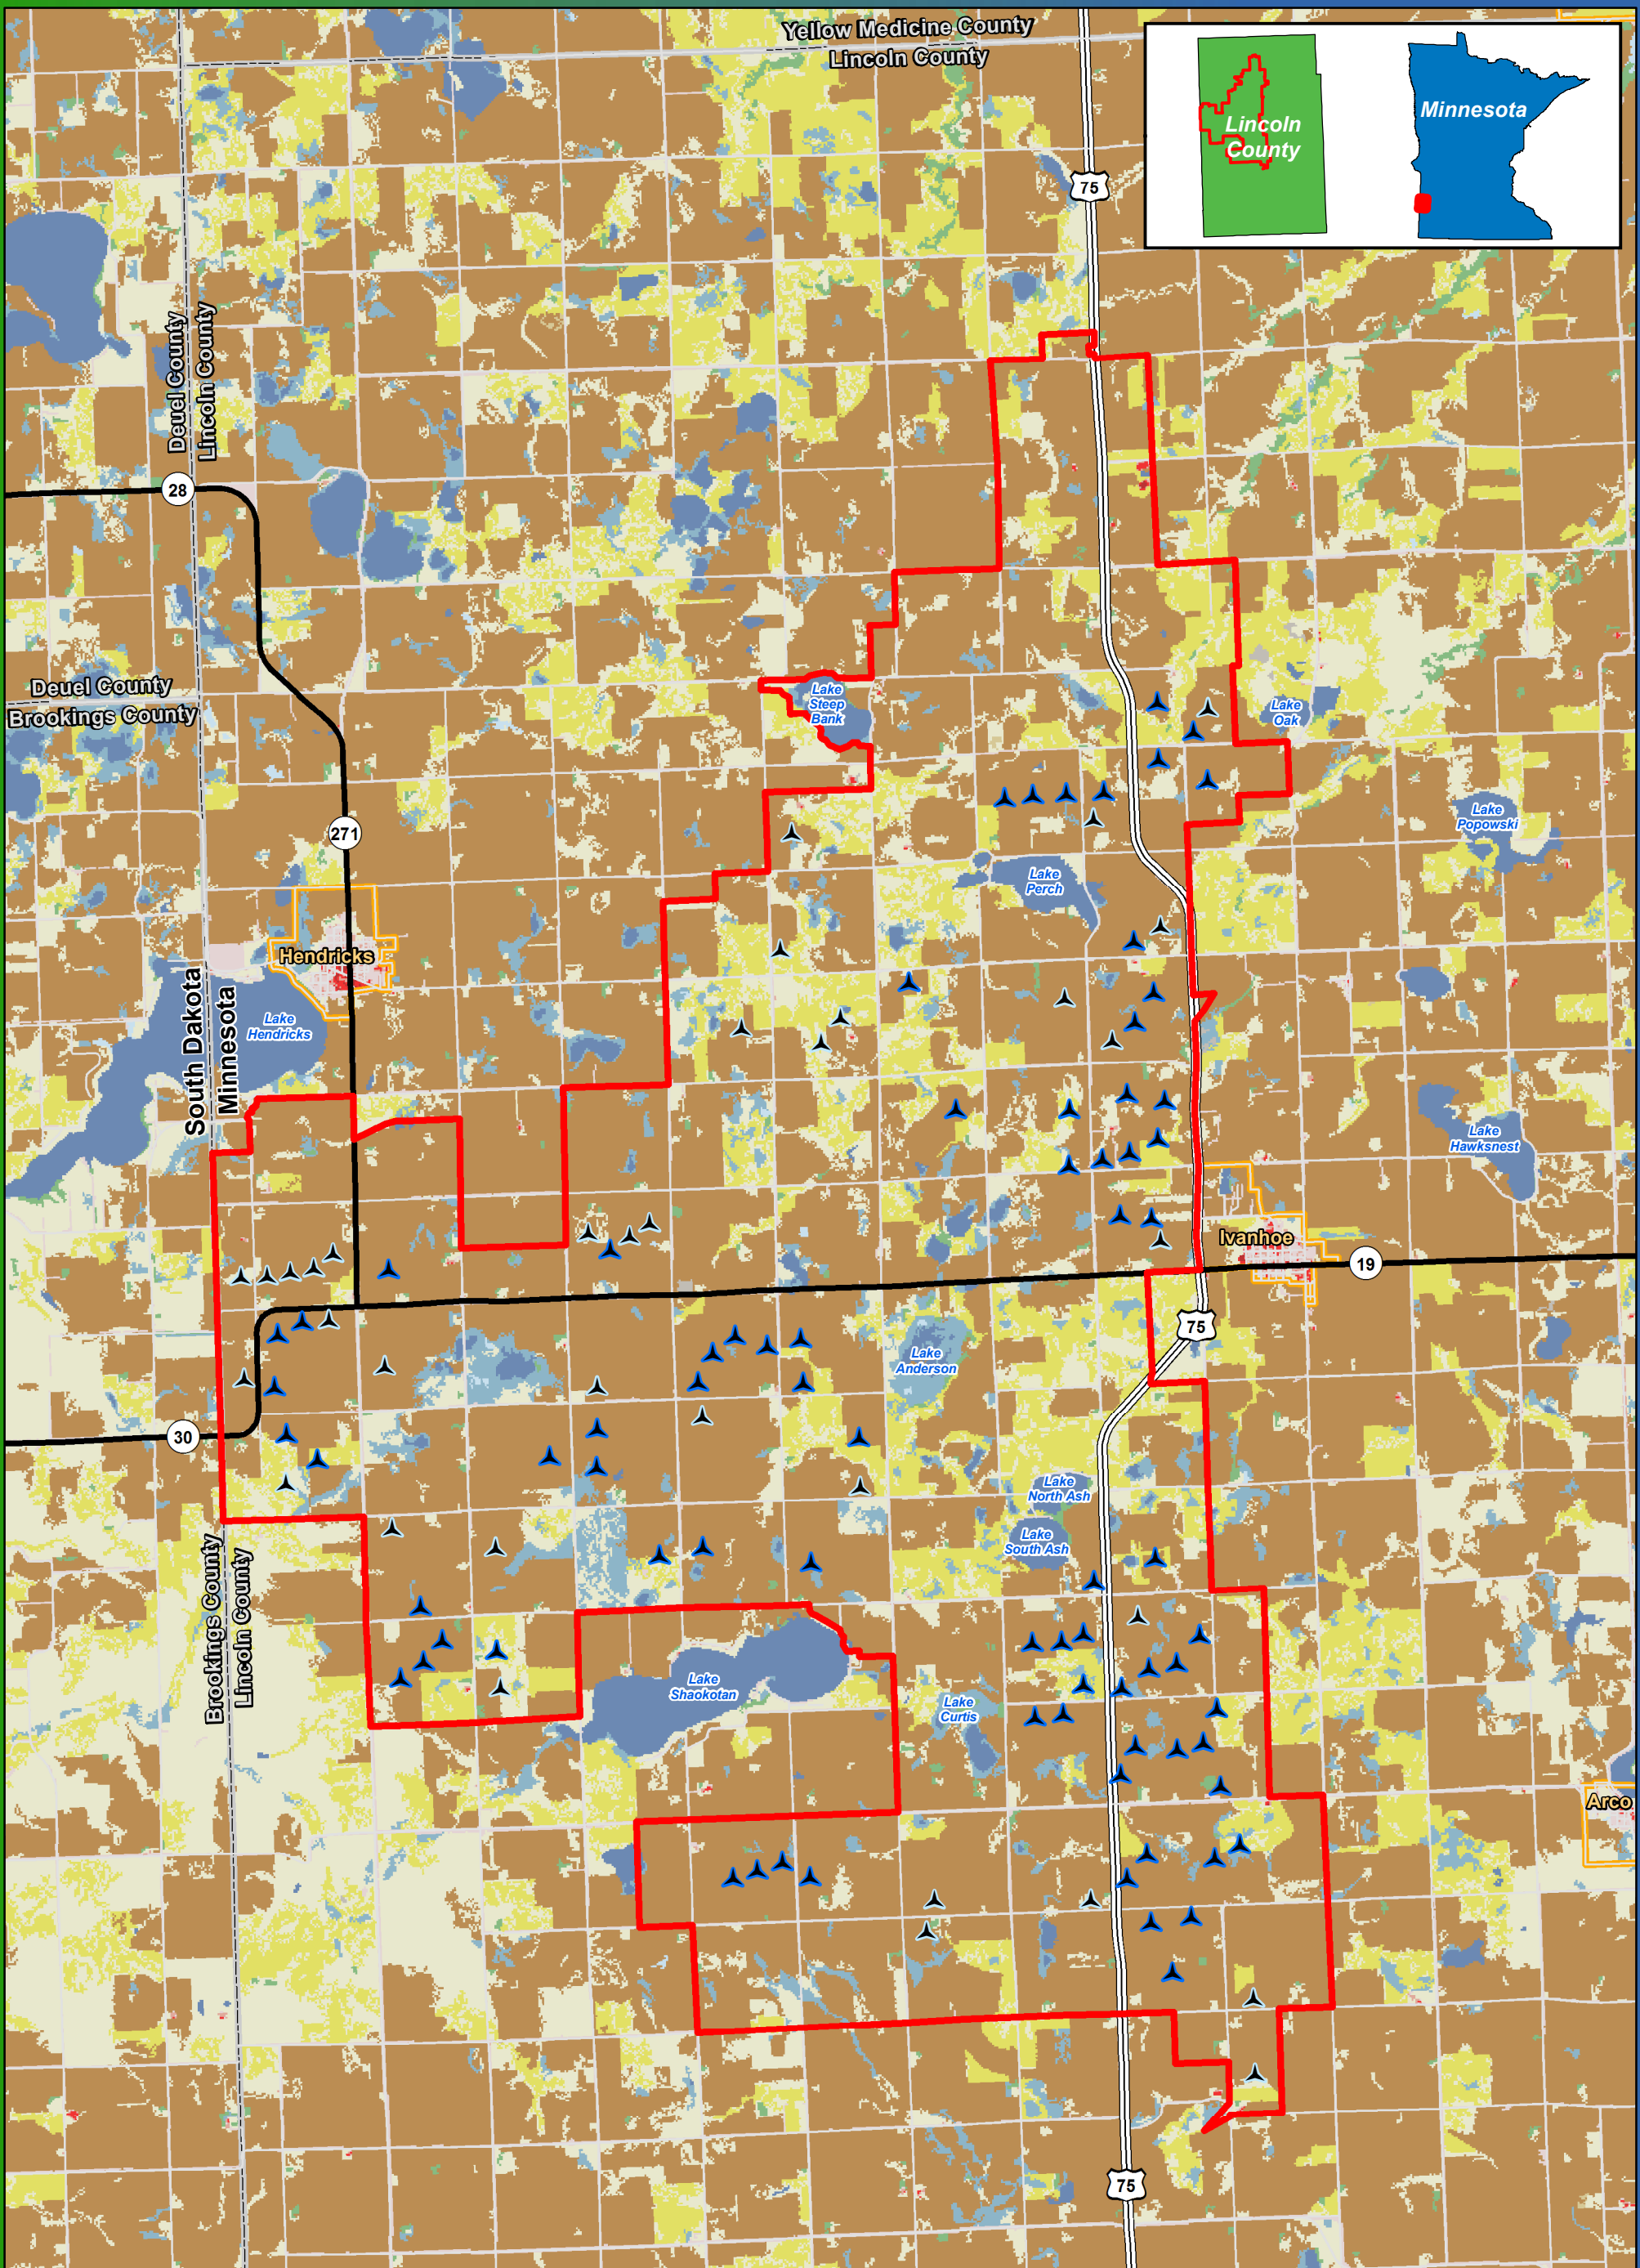 Yellow Medicine County
Lincoln County
Lincoln
County
Minnesota
75
Deuel County
Lincoln County
28
Deuel County
Brookings County
Lake
Steep
Bank
Lake
Oak
Lake
Popowski
271
Lake
Perch
Hendricks
Lake
Hendricks
South Dakota
Minnesota
Lake
Hawksnest
Ivanhoe
19
75
Lake
Anderson
30
Lake
North Ash
Lake
South Ash
Brookings County
Lincoln County
Lake
Shaokotan
Lake
Curtis
Arco
75